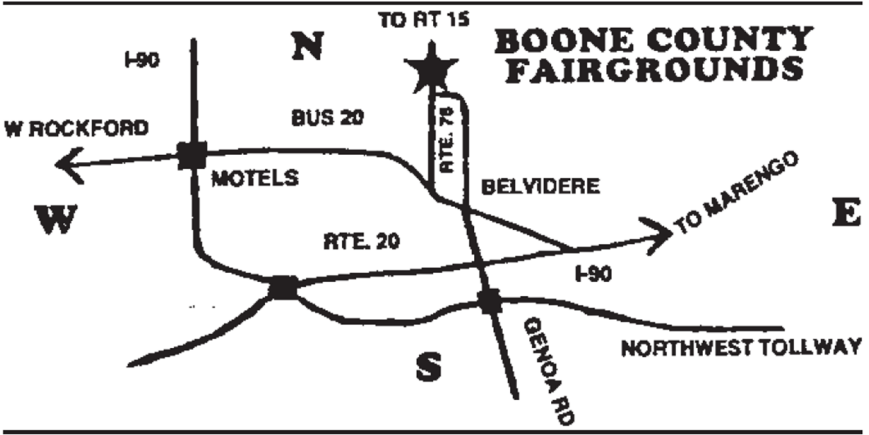 TO RT 15
BOONE COUNTY
FAIRGROUNDS
N
I-90
BUS 20
RTE. 76
W ROCKFORD
MOTELS
BELVIDERE
TO MARENGO
W
E
RTE. 20
I-90
GENOA RD
NORTHWEST TOLLWAY
S